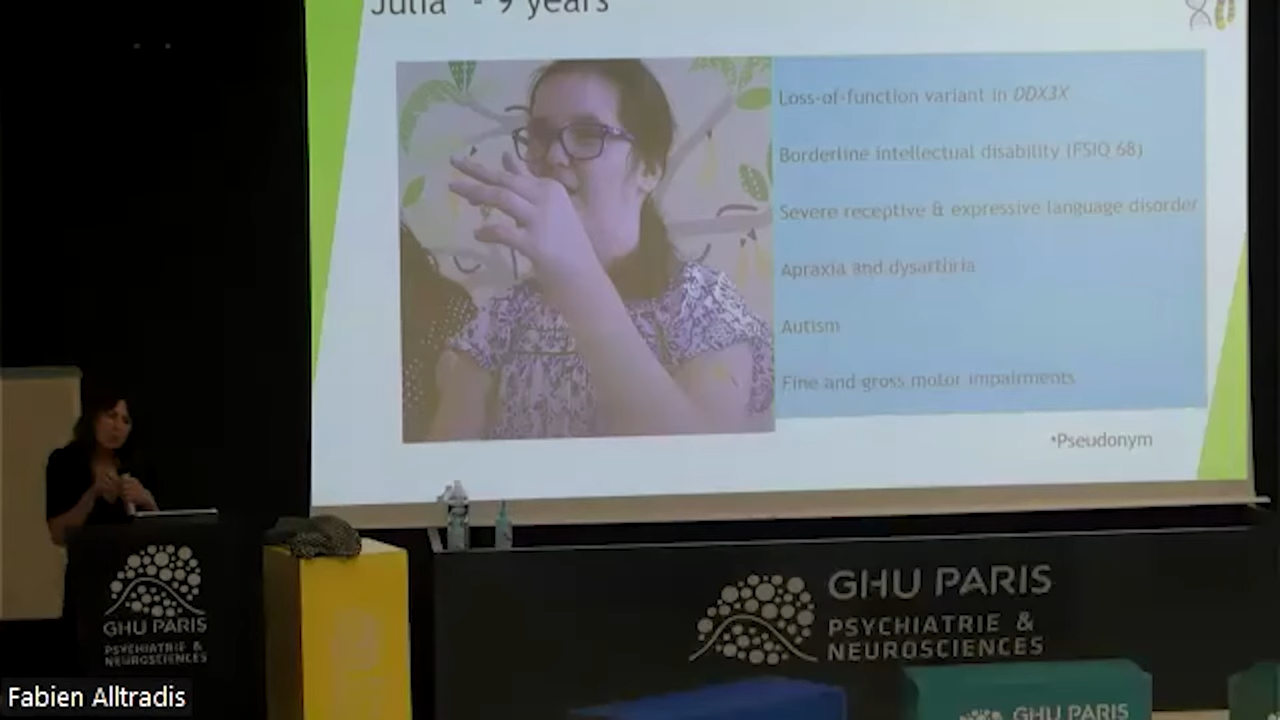 Julia* - 9 years
Loss-of-function variant in DDX3X
Borderline intellectual disability (FSIQ 68)
Severe receptive & expressive language disorder
Apraxia and dysarthria
Autism
Fine and gross motor impairments
*Pseudonym
GHU PARIS
PSYCHIATRIE &
NEUROSCIENCES
GHU PARIS
PSYCHIATRIE &
NEUROSCIENCES
GHU PARIS
Fabien Alltradis